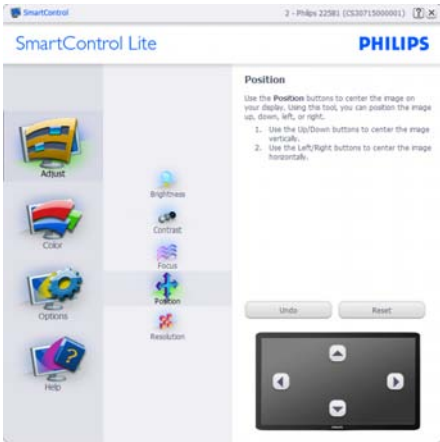 SmartControl
2 - Philips 225B1 (CS30715000001)
SmartControl Lite
PHILIPS
Adjust
Color
Options
Help
Brightness
Contrast
Focus
Position
Resolution
Position
Use the Position buttons to center the image on
your display. Using this tool, you can position the image
up, down, left, or right.
1. Use the Up/Down buttons to center the image
vertically.
2. Use the Left/Right buttons to center the image
horizontally.
Undo
Reset